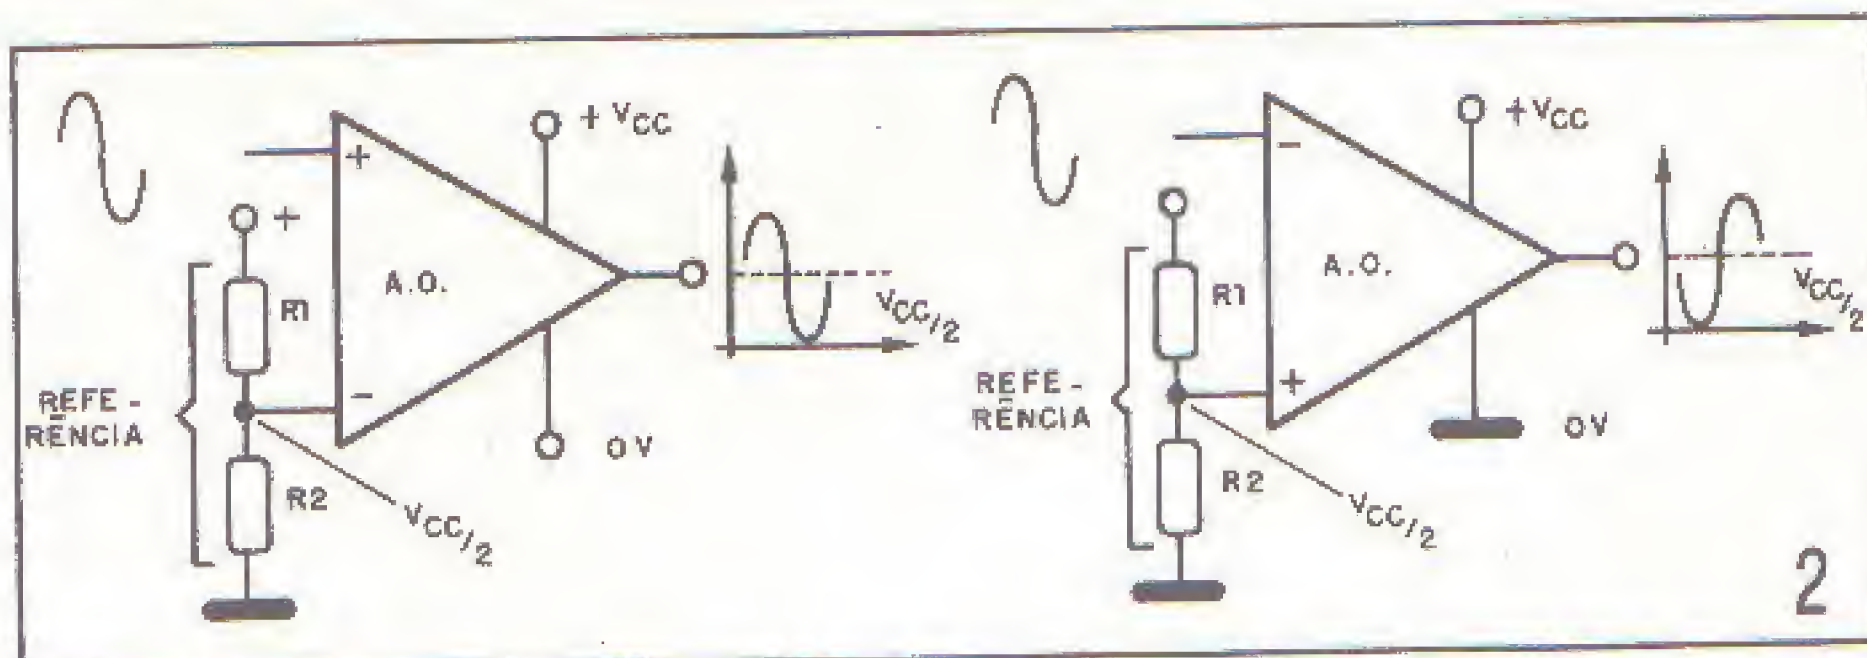 + VCC
+
+
A.O.
R1
VCC/2
REFE-
RÊNCIA
-
0V
R2
VCC/2
+VCC
-
A.O.
R1
VCC/2
REFE-
RÊNCIA
+
0V
R2
VCC/2
2